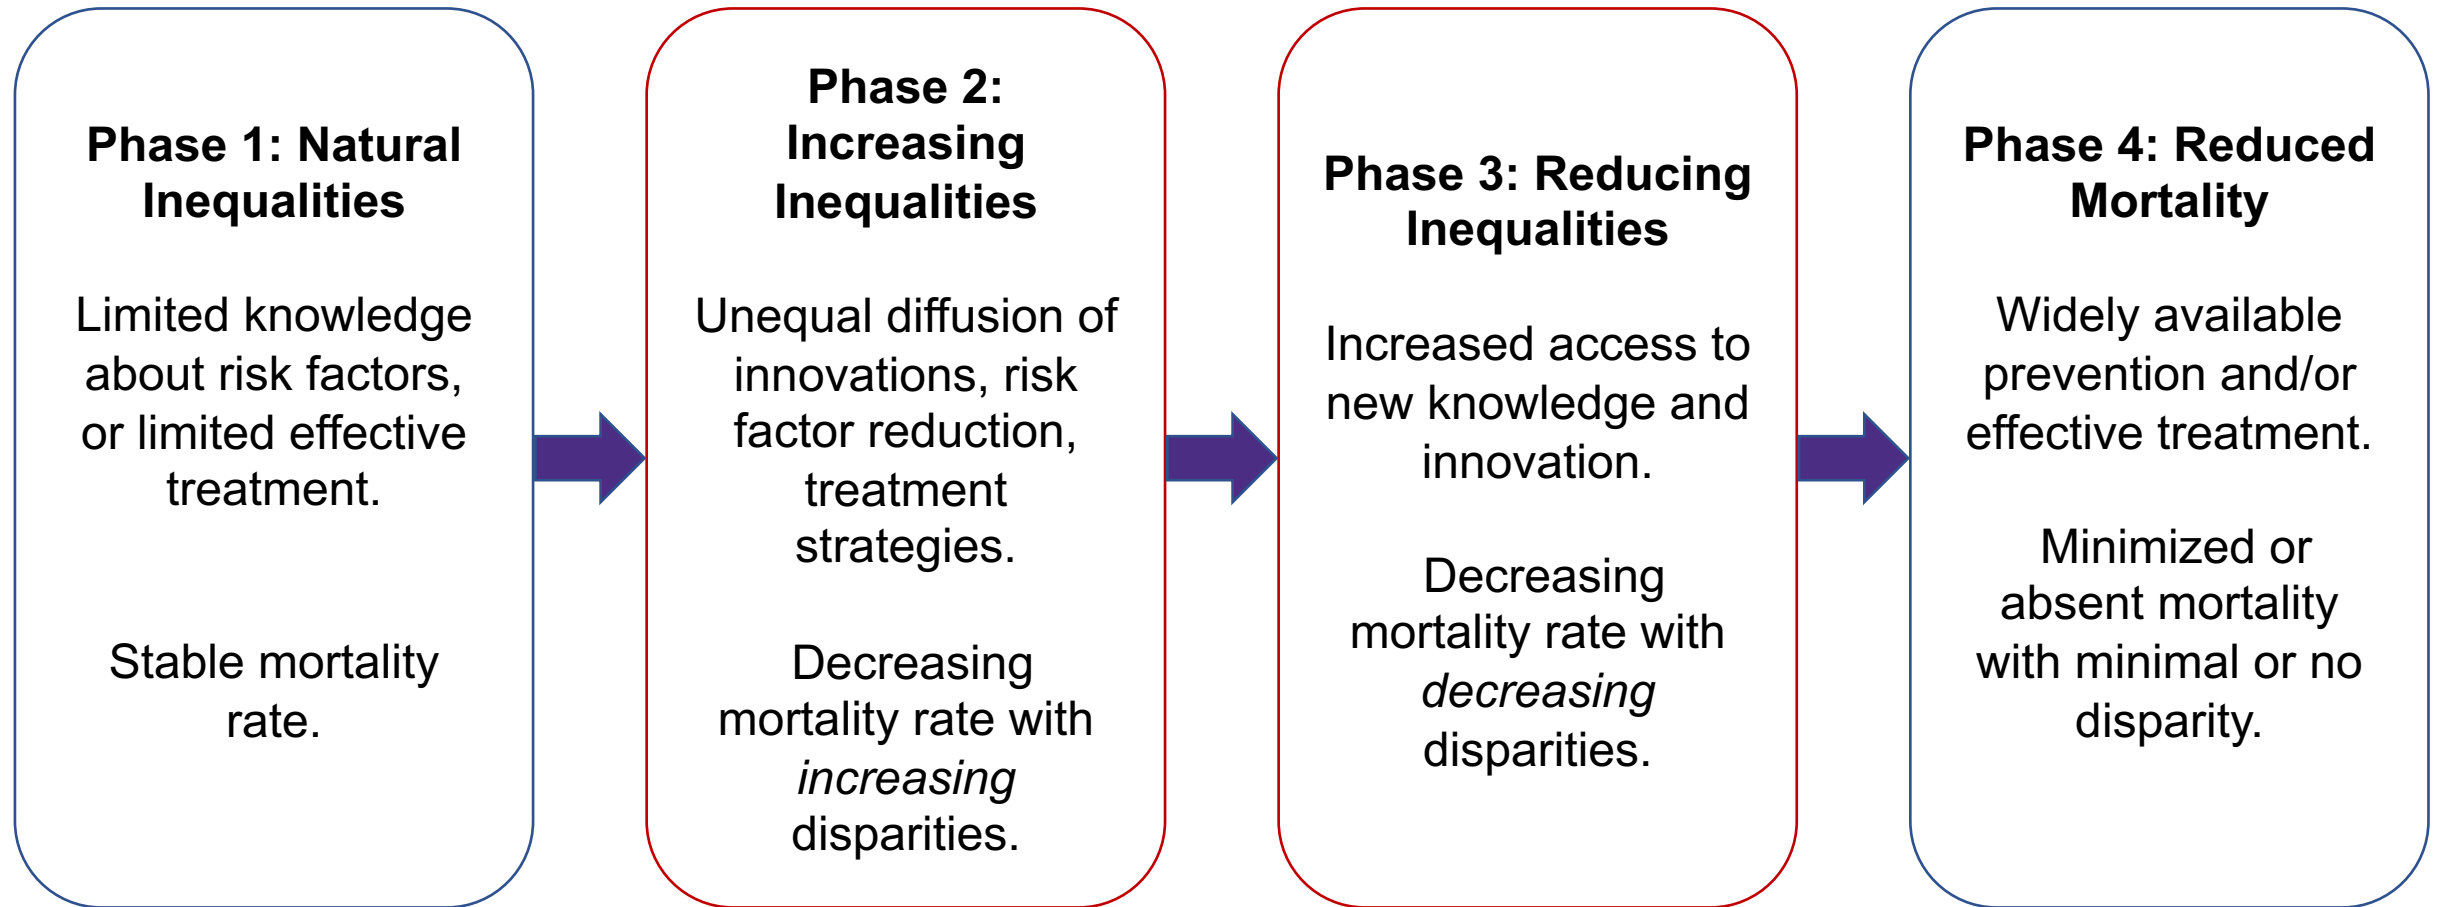 Phase 1: Natural
Inequalities
Limited knowledge
about risk factors,
or limited effective
treatment.
Stable mortality
rate.
Phase 2:
Increasing
Inequalities
Unequal diffusion of
innovations, risk
factor reduction,
treatment
strategies.
Decreasing
mortality rate with
increasing
disparities.
Phase 3: Reducing
Inequalities
Increased access to
new knowledge and
innovation.
Decreasing
mortality rate with
decreasing
disparities.
Phase 4: Reduced
Mortality
Widely available
prevention and/or
effective treatment.
Minimized or
absent mortality
with minimal or no
disparity.